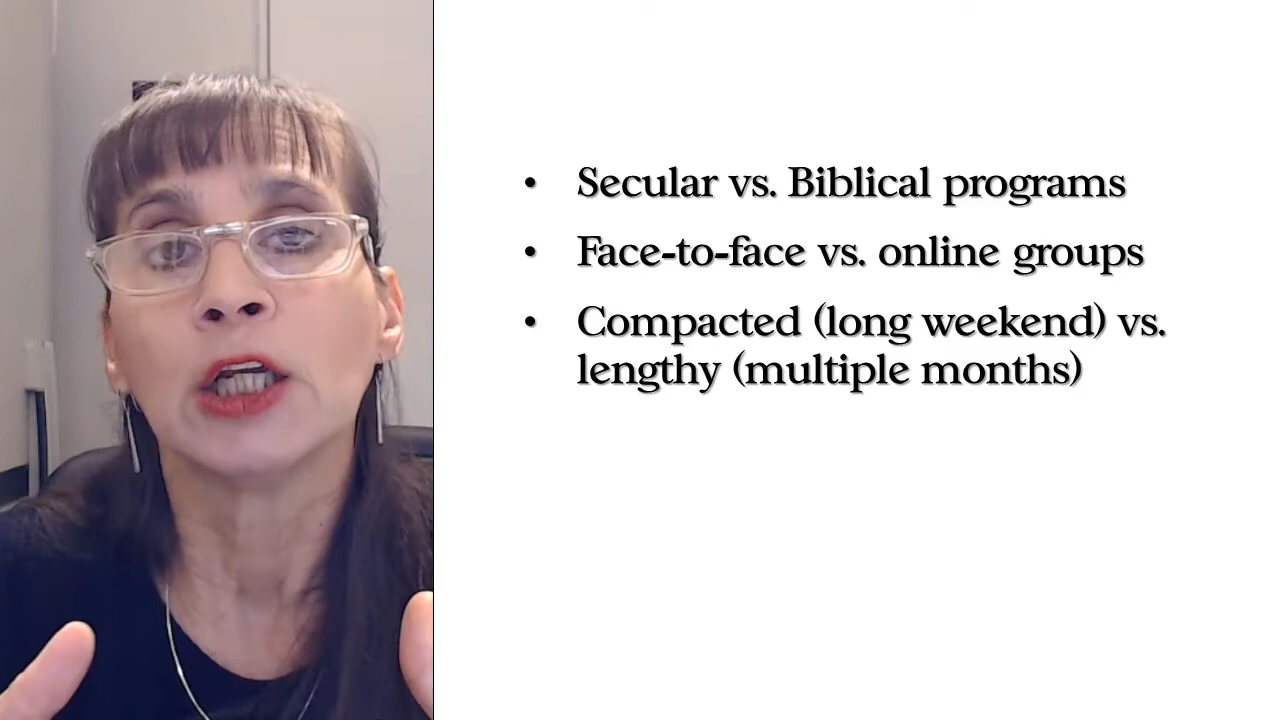 • Secular vs. Biblical programs
• Face-to-face vs. online groups
• Compacted (long weekend) vs.
lengthy (multiple months)